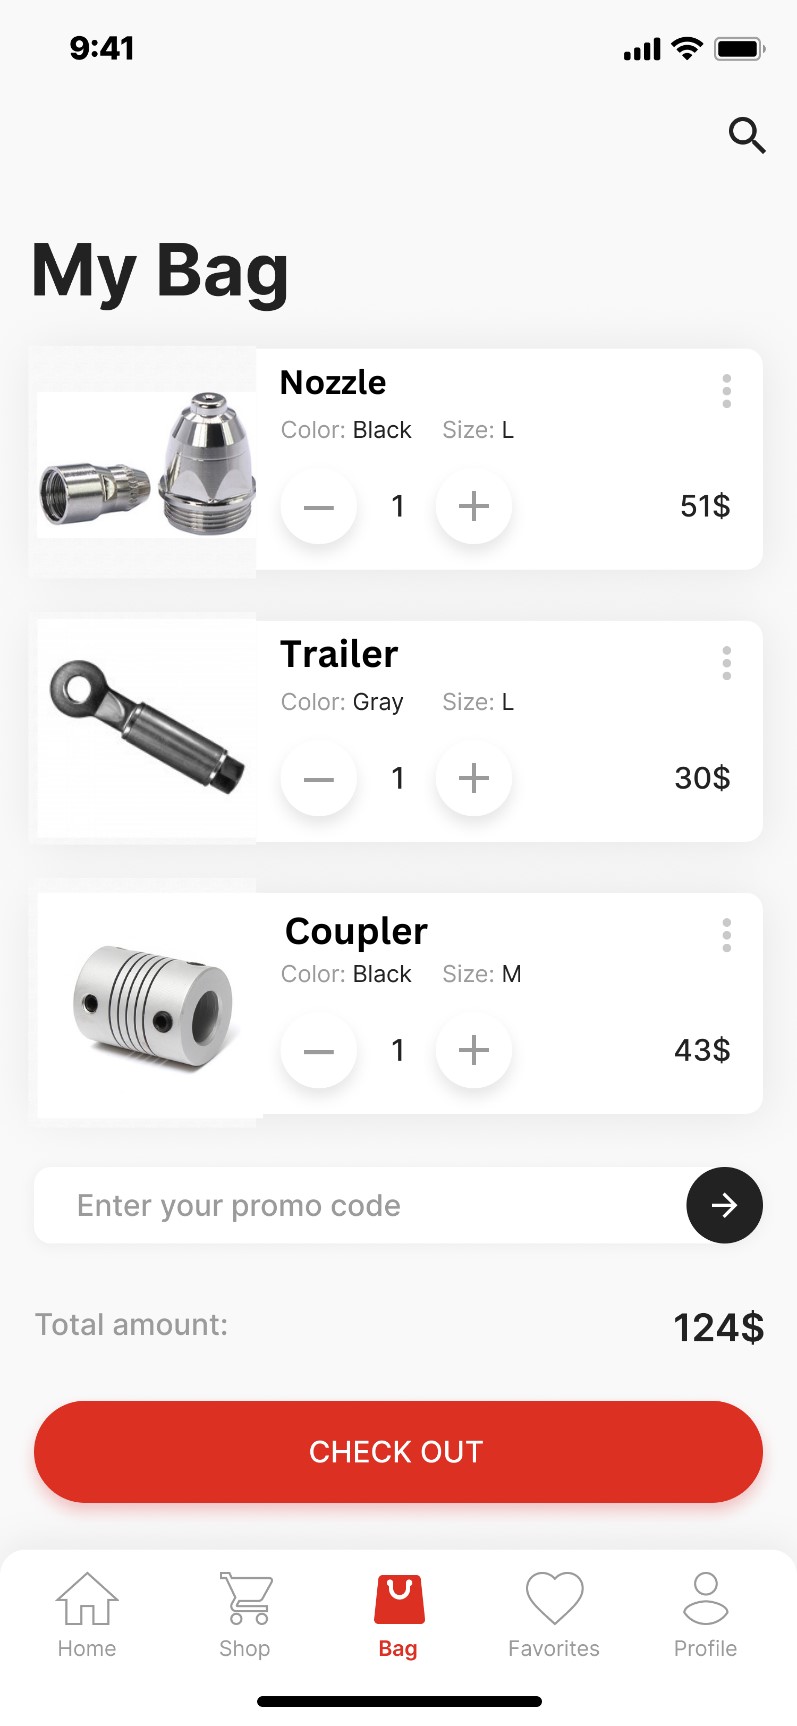 9:41
My Bag
Nozzle
Color: Black Size: L
1 51$
Trailer
Color: Gray Size: L
1 30$
Coupler
Color: Black Size: M
1 43$
Enter your promo code
Total amount: 124$
CHECK OUT
Home Shop Bag Favorites Profile